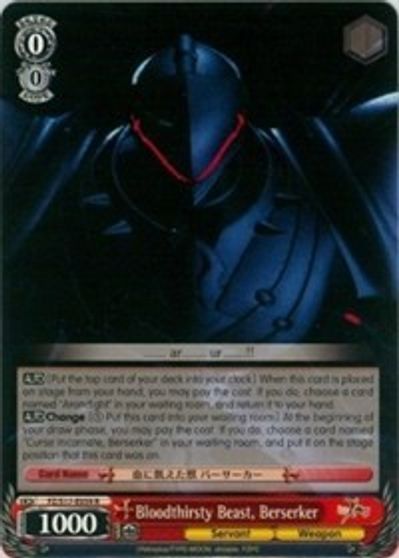 LEVEL
0
0
COST
........ ar........ ur........!!
AUTO [Put the top card of your deck into your clock] When this card is placed
on stage from your hand, you may pay the cost. If you do, choose a card
named "Arondight" in your waiting room, and return it to your hand.
AUTO Change [① Put this card into your waiting room] At the beginning of
your draw phase, you may pay the cost. If you do, choose a card named
"Curse Incarnate, Berserker" in your waiting room, and put it on the stage
position that this card was on.
Card Name 血に飢えた獣 バーサーカー
Bloodthirsty Beast, Berserker
1000
Servant Weapon